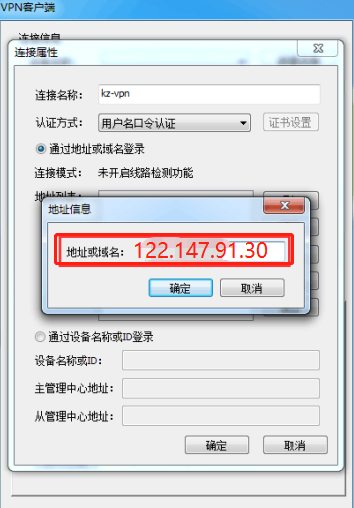 VPN客户端
连接信息
连接属性
连接名称: kz-vpn
认证方式: 用户名口令认证 证书设置
通过地址或域名登录
连接模式: 未开启线路检测功能
地址列表:
地址信息
地址或域名: 122.147.91.30
确定 取消
通过设备名称或ID登录
设备名称或ID:
主管理中心地址:
从管理中心地址:
确定 取消